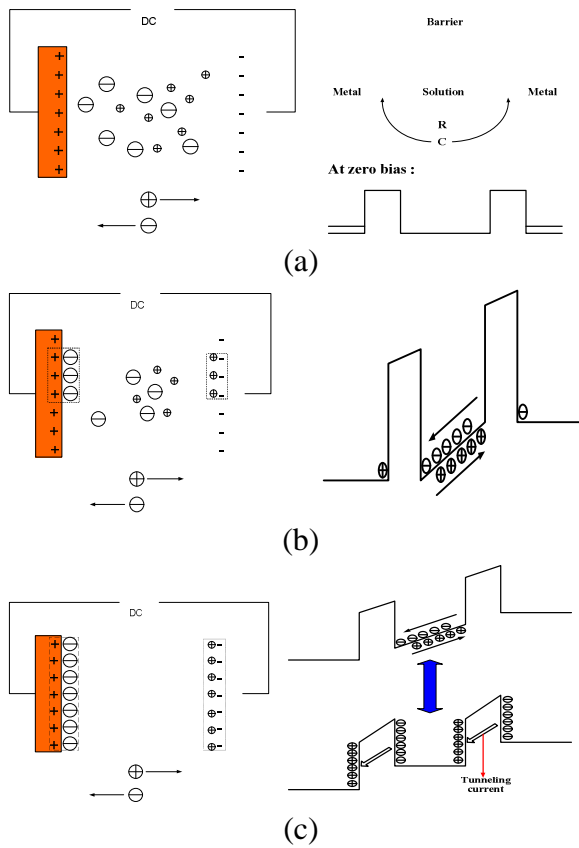 DC
Barrier
Metal Solution Metal
R
C
At zero bias :
(a)
DC
(b)
DC
Tunneling
current
(c)